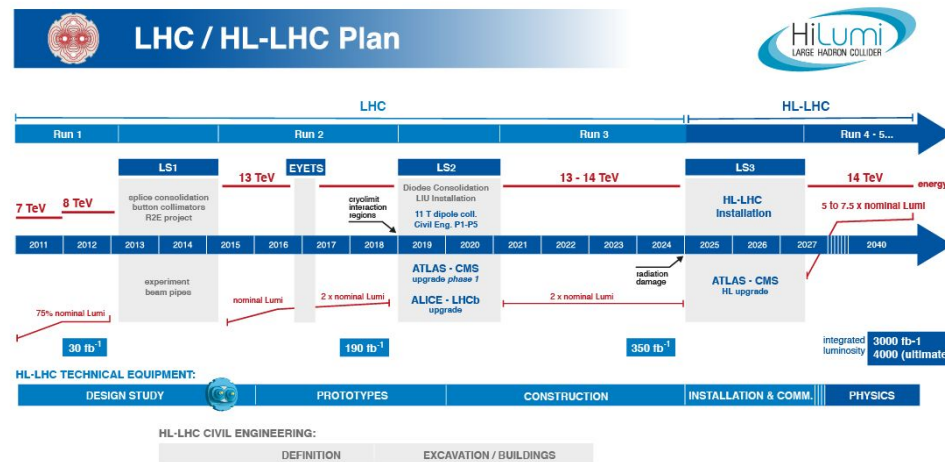 LHC / HL-LHC Plan
HiLumi
LARGE HADRON COLLIDER
LHC
HL-LHC
Run 1
Run 2
Run 3
Run 4 - 5...
LS1
EYETS
LS2
LS3
13 TeV
13 - 14 TeV
14 TeV
energy
splice consolidation
button collimators
R2E project
Diodes Consolidation
LIU Installation
11 T dipole coll.
Civil Eng. P1-P5
cryolimit
interaction
regions
HL-LHC
Installation
7 TeV
8 TeV
5 to 7.5 x nominal Lumi
2011 2012 2013 2014 2015 2016 2017 2018 2019 2020 2021 2022 2023 2024 2025 2026 2027 2040
experiment
beam pipes
ATLAS - CMS
upgrade phase 1
ALICE - LHCb
upgrade
radiation
damage
ATLAS - CMS
HL upgrade
75% nominal Lumi
nominal Lumi
2 x nominal Lumi
2 x nominal Lumi
30 fb-1
190 fb-1
350 fb-1
integrated
luminosity
3000 fb-1
4000 (ultimate
HL-LHC TECHNICAL EQUIPMENT:
DESIGN STUDY
PROTOTYPES
CONSTRUCTION
INSTALLATION & COMM.
PHYSICS
HL-LHC CIVIL ENGINEERING:
DEFINITION
EXCAVATION / BUILDINGS